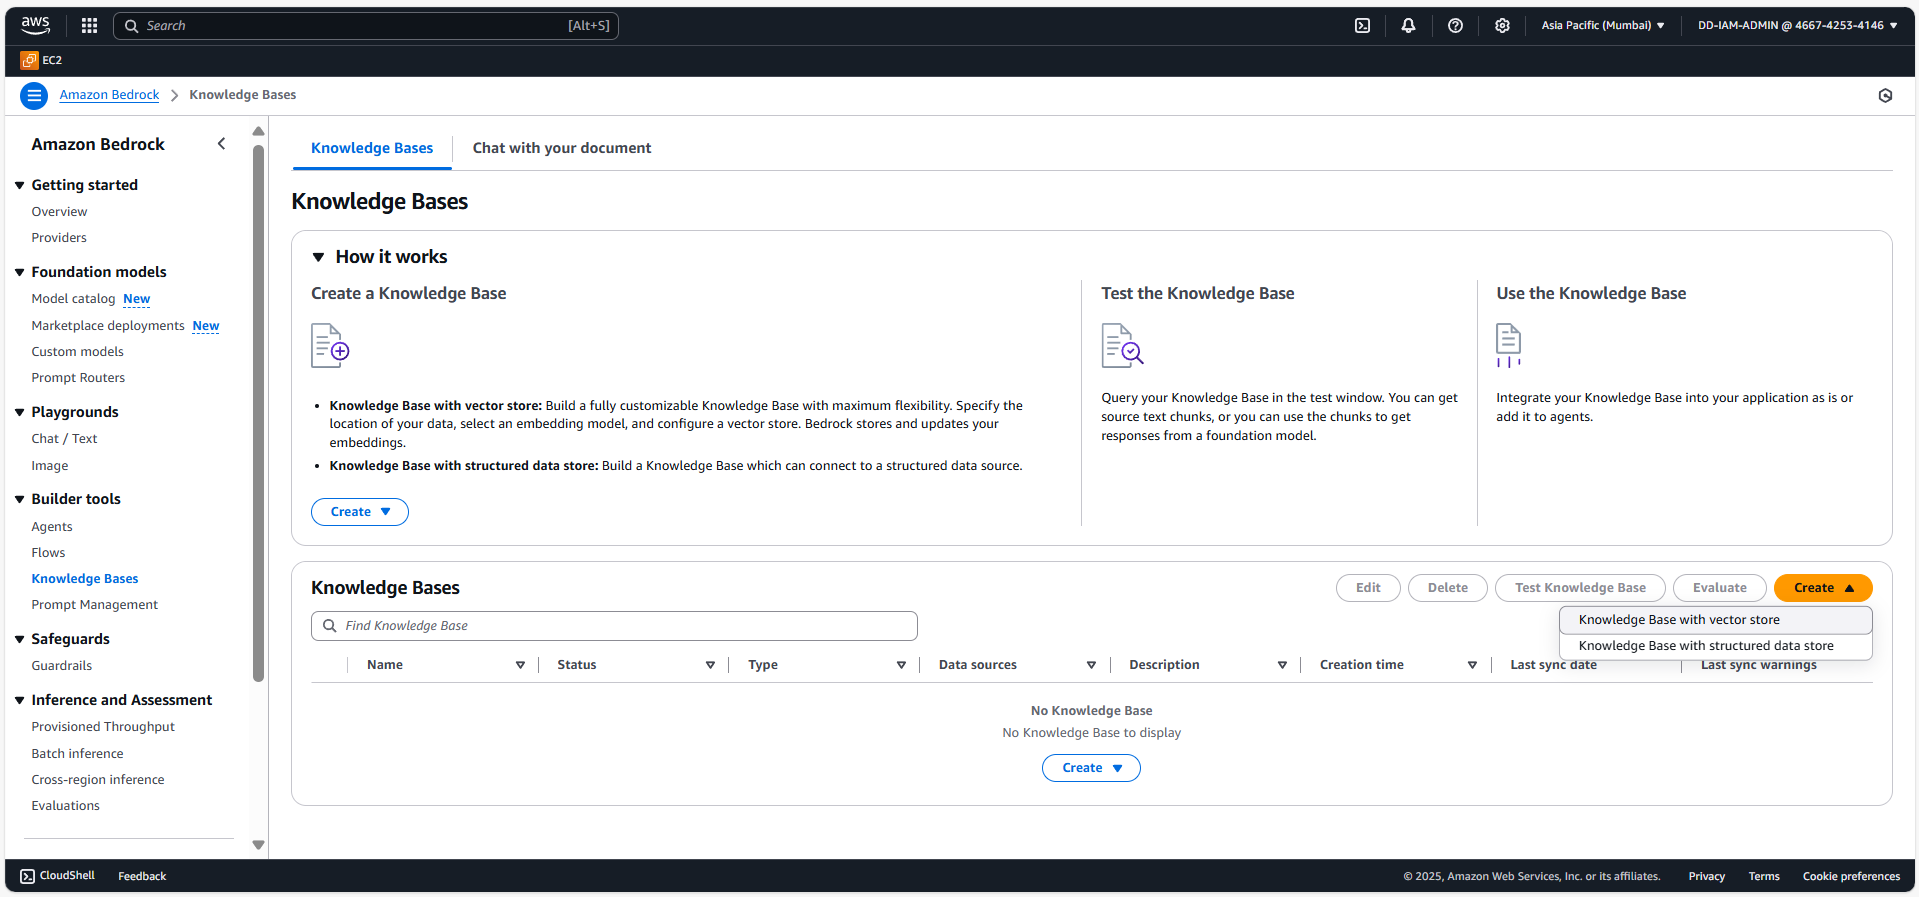 aws
Search [Alt+S]
Asia Pacific (Mumbai)
DD-IAM-ADMIN @ 4667-4253-4146
EC2
Amazon Bedrock
Knowledge Bases
Amazon Bedrock
Getting started
Overview
Providers
Foundation models
Model catalog New
Marketplace deployments New
Custom models
Prompt Routers
Playgrounds
Chat / Text
Image
Builder tools
Agents
Flows
Knowledge Bases
Prompt Management
Safeguards
Guardrails
Inference and Assessment
Provisioned Throughput
Batch inference
Cross-region inference
Evaluations
Knowledge Bases
Chat with your document
Knowledge Bases
How it works
Create a Knowledge Base
• Knowledge Base with vector store: Build a fully customizable Knowledge Base with maximum flexibility. Specify the
location of your data, select an embedding model, and configure a vector store. Bedrock stores and updates your
embeddings.
• Knowledge Base with structured data store: Build a Knowledge Base which can connect to a structured data source.
Create
Test the Knowledge Base
Query your Knowledge Base in the test window. You can get
source text chunks, or you can use the chunks to get
responses from a foundation model.
Use the Knowledge Base
Integrate your Knowledge Base into your application as is or
add it to agents.
Knowledge Bases
Edit
Delete
Test Knowledge Base
Evaluate
Create
Knowledge Base with vector store
Knowledge Base with structured data store
Find Knowledge Base
Name
Status
Type
Data sources
Description
Creation time
Last sync date
Last sync warnings
No Knowledge Base
No Knowledge Base to display
Create
CloudShell
Feedback
© 2025, Amazon Web Services, Inc. or its affiliates.
Privacy
Terms
Cookie preferences